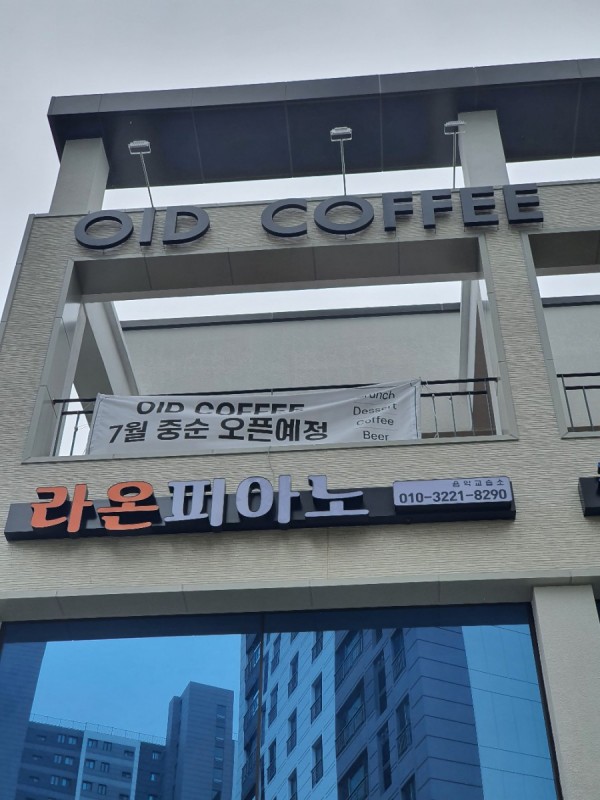 OID COFFEE
OID COFFEE
7월 중순 오픈예정
Dessert
coffee
Beer
라온피아노
음악교습소
010-3221-8290